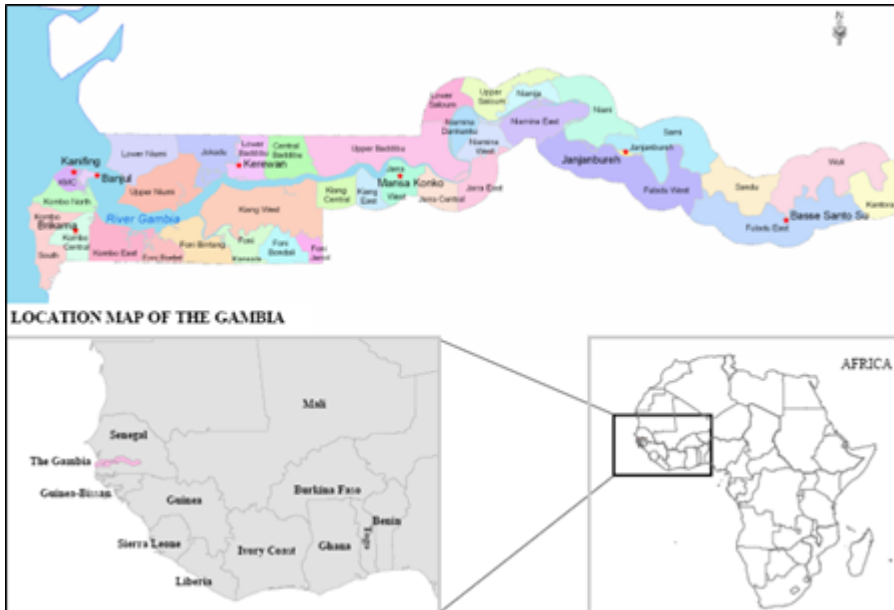 N
Lower
Saloum
Upper
Saloum
Nianija
Niani
Niamina
Dankunku
Niamina East
Niamina
West
Sami
Janjanbureh
Janjanbureh
Wuli
Sandu
Kantora
Fuladu West
Fuladu East
Basse Santo Su
Lower Niumi
Jokadu
Lower
Baddibu
Central
Baddibu
Upper Baddibu
Kerewan
Kanifing
KMC
Banjul
Upper Niumi
Jarra
West
Mansa Konko
Kombo North
Kiang
Central
Kiang
East
Jarra Central
Jarra East
River Gambia
Kiang West
Kombo
South
Brikama
Kombo
Central
Kombo East
Foni Bintang
Foni
Kansala
Foni
Bondali
Foni
Jarrol
LOCATION MAP OF THE GAMBIA
AFRICA
Mali
Senegal
The Gambia
Guinea-Bissau
Guinea
Burkina Faso
Benin
Togo
Sierra Leone
Ivory Coast
Ghana
Liberia